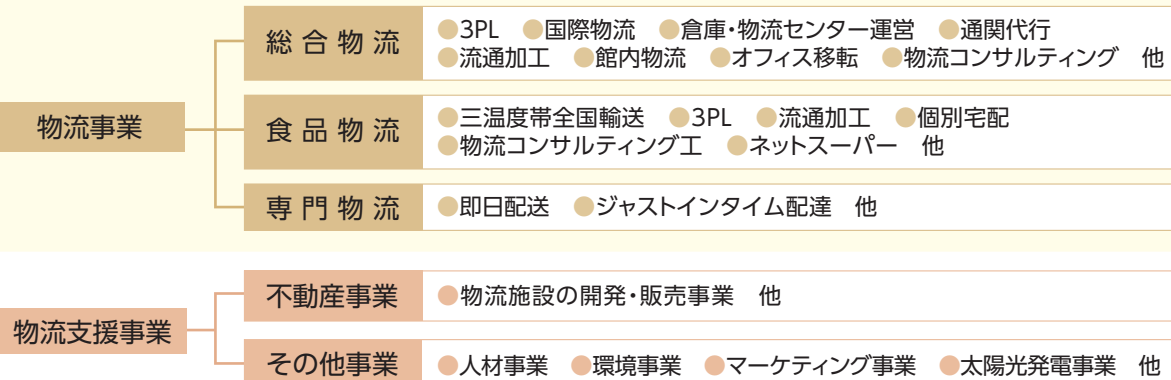 物流事業
総合物流
●3PL ●国際物流 ●倉庫・物流センター運営 ●通関代行
●流通加工 ●館内物流 ●オフィス移転 ●物流コンサルティング 他
食品物流
●三温度帯全国輸送 ●3PL ●流通加工 ●個別宅配
●物流コンサルティング工 ●ネットスーパー 他
専門物流
●即日配送 ●ジャストインタイム配達 他
物流支援事業
不動産事業
●物流施設の開発・販売事業 他
その他事業
●人材事業 ●環境事業 ●マーケティング事業 ●太陽光発電事業 他